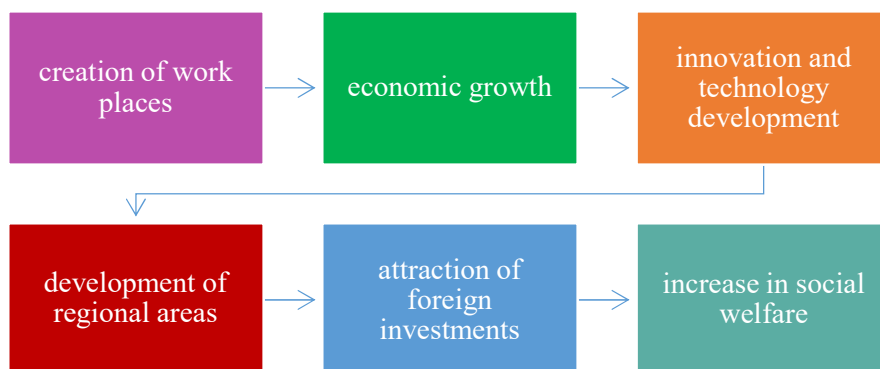 creation of work
places
economic growth
innovation and
technology
development
development of
regional areas
attraction of
foreign
investments
increase in social
welfare